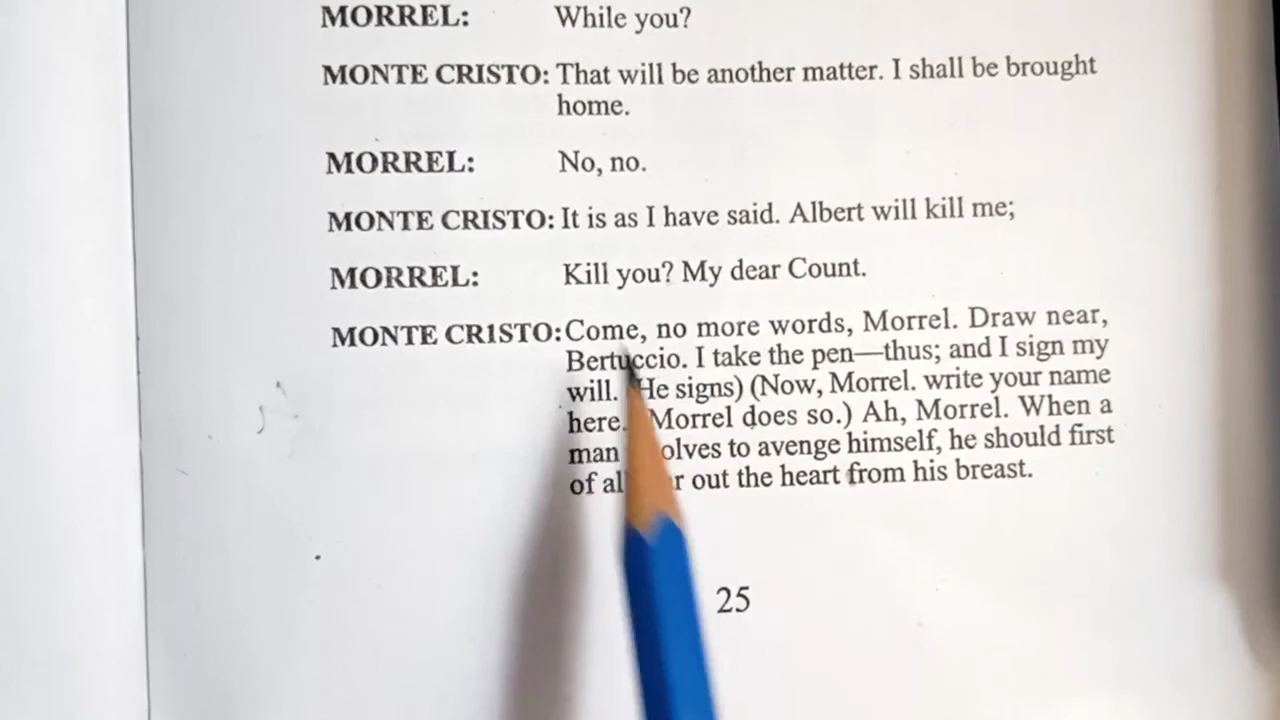 MORREL: While you?
MONTE CRISTO: That will be another matter. I shall be brought
home.
MORREL: No, no.
MONTE CRISTO: It is as I have said. Albert will kill me;
MORREL: Kill you? My dear Count.
MONTE CR1STO: Come, no more words, Morrel. Draw near,
Bertuccio. I take the pen—thus; and I sign my
will. He signs) (Now, Morrel. write your name
here. Morrel does so.) Ah, Morrel. When a
man olves to avenge himself, he should first
of al r out the heart from his breast.
25